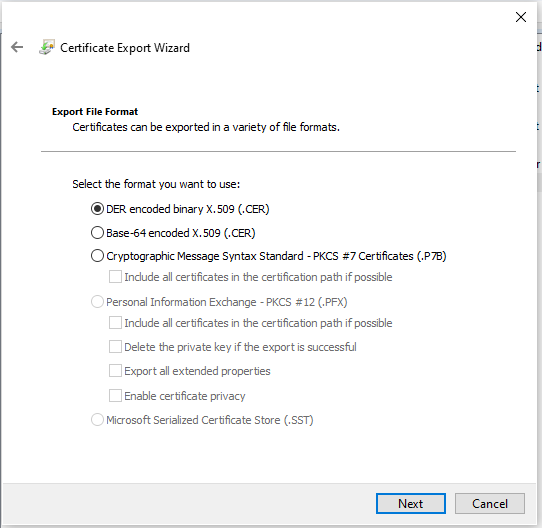 Certificate Export Wizard
Export File Format
Certificates can be exported in a variety of file formats.
Select the format you want to use:
DER encoded binary X.509 (.CER)
Base-64 encoded X.509 (.CER)
Cryptographic Message Syntax Standard - PKCS #7 Certificates (.P7B)
Include all certificates in the certification path if possible
Personal Information Exchange - PKCS #12 (.PFX)
Include all certificates in the certification path if possible
Delete the private key if the export is successful
Export all extended properties
Enable certificate privacy
Microsoft Serialized Certificate Store (.SST)
Next
Cancel